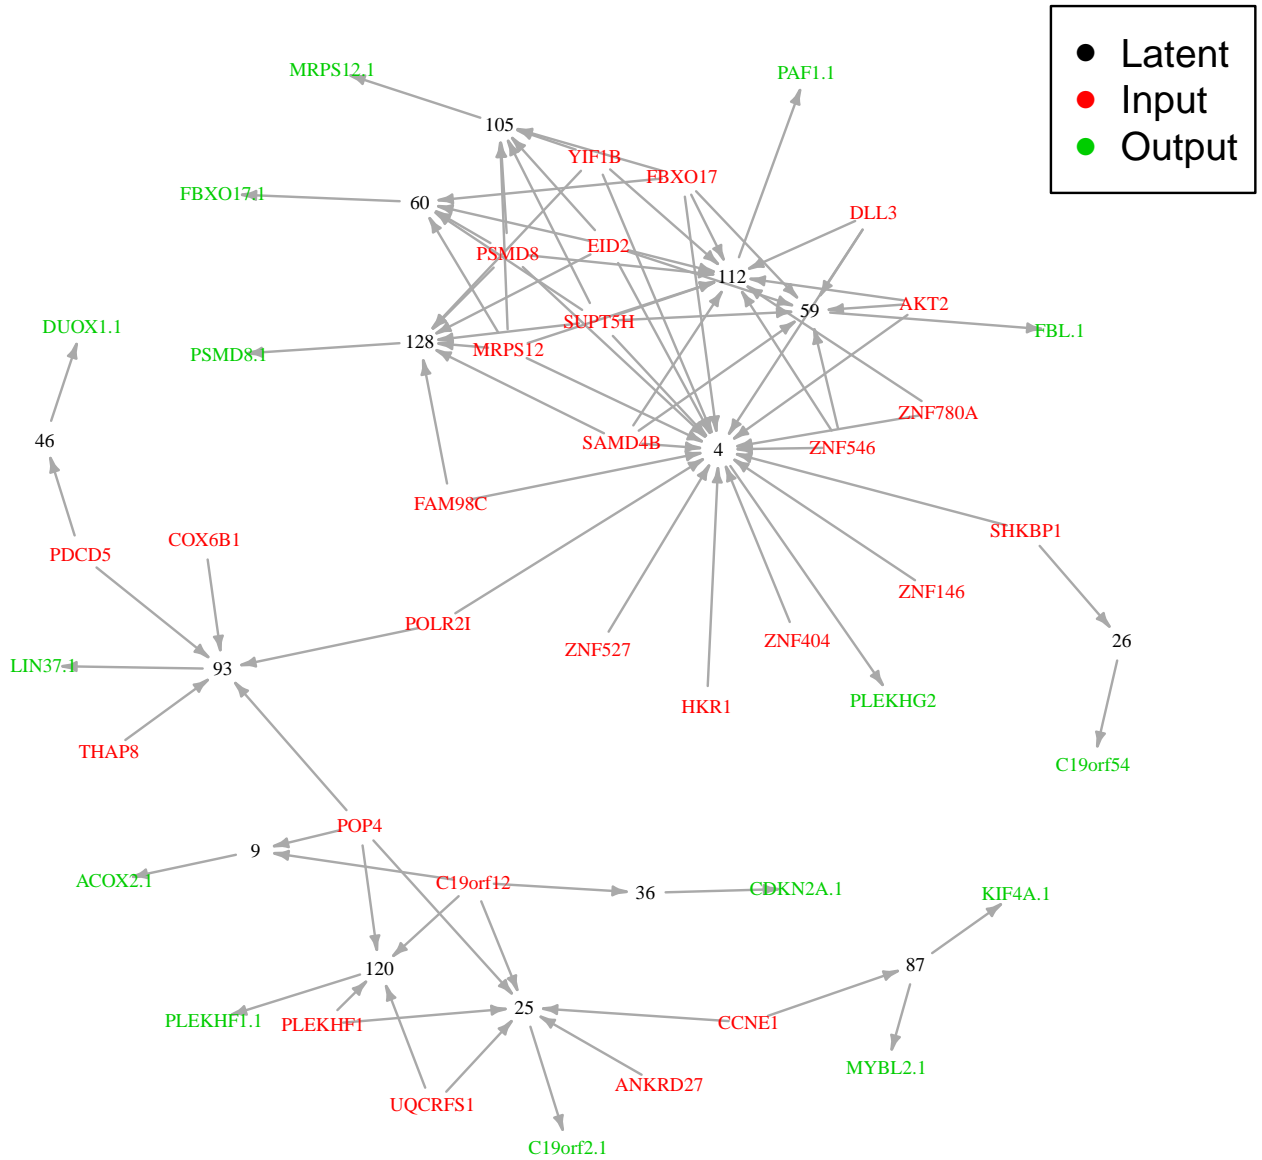 Latent
Input
Output
MRPS12.1
PAF1.1
105
YIF1B
FBXO17
FBXO17.1
60
DLL3
PSMD8
EID2
112
59
AKT2
DUOX1.1
SUPT5H
FBL.1
PSMD8.1
128
MRPS12
ZNF780A
46
SAMD4B
4
ZNF546
FAM98C
SHKBP1
COX6B1
PDCD5
ZNF146
POLR2I
ZNF404
26
ZNF527
LIN37.1
93
PLEKHG2
HKR1
THAP8
C19orf54
POP4
9
ACOX2.1
C19orf12
36
CDKN2A.1
KIF4A.1
120
87
25
PLEKHF1.1
PLEKHF1
CCNE1
MYBL2.1
ANKRD27
UQCRFS1
C19orf2.1